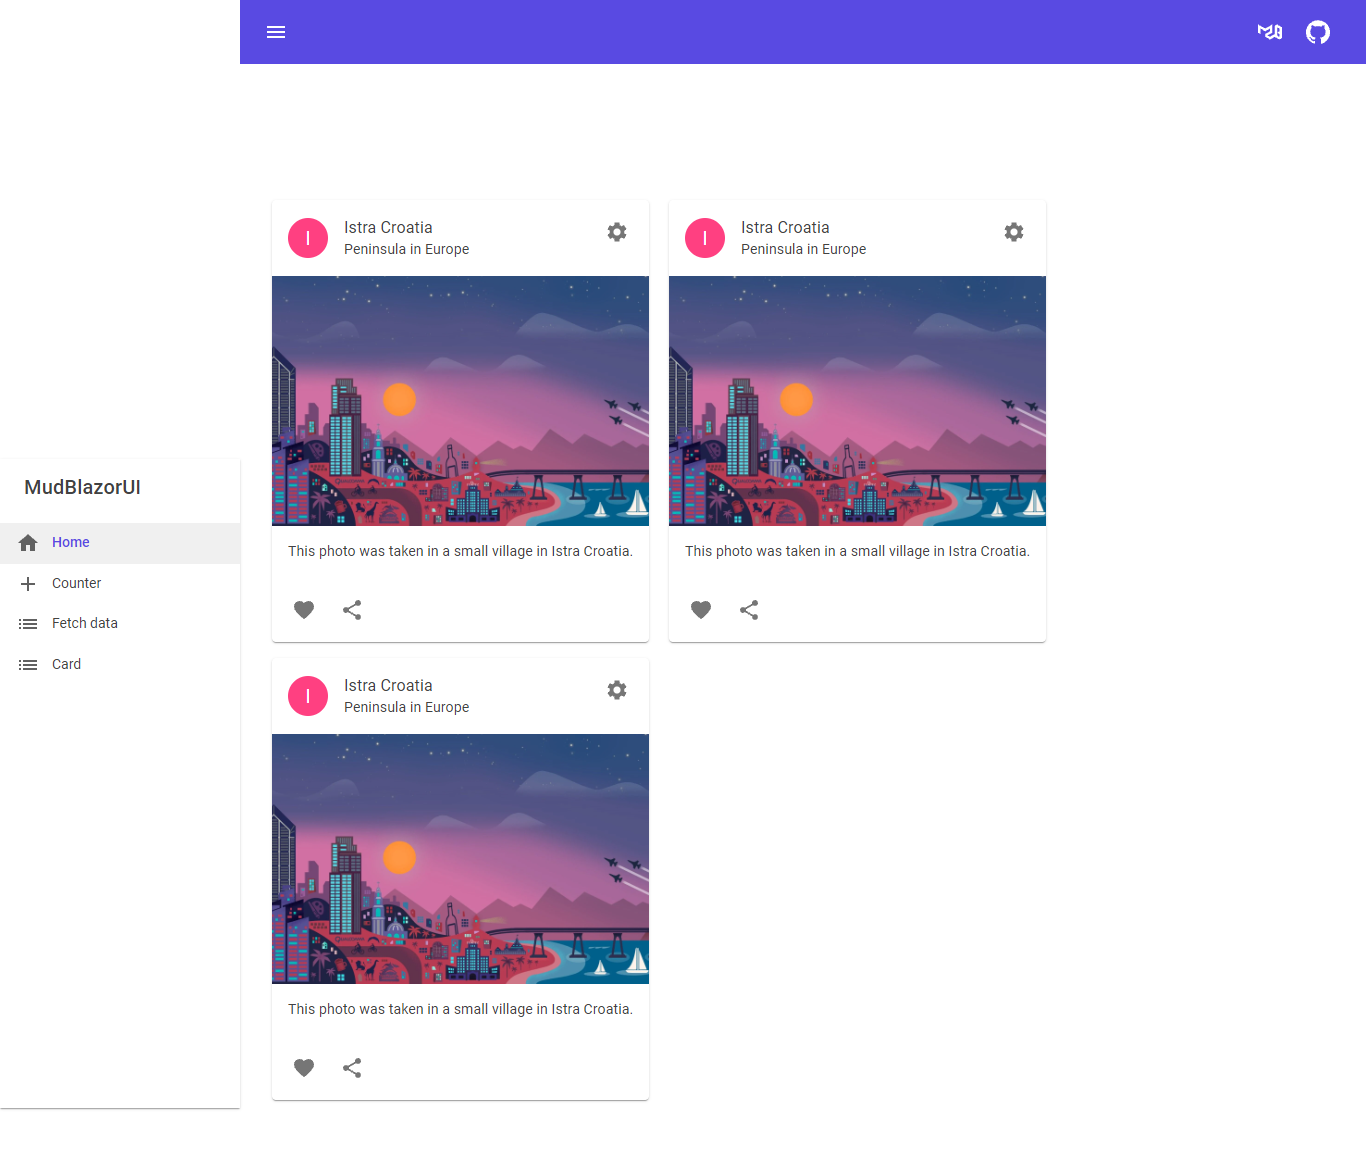 I
Istra Croatia
Peninsula in Europe
This photo was taken in a small village in Istra Croatia.
I
Istra Croatia
Peninsula in Europe
This photo was taken in a small village in Istra Croatia.
MudBlazorUI
Home
Counter
Fetch data
Card
I
Istra Croatia
Peninsula in Europe
This photo was taken in a small village in Istra Croatia.